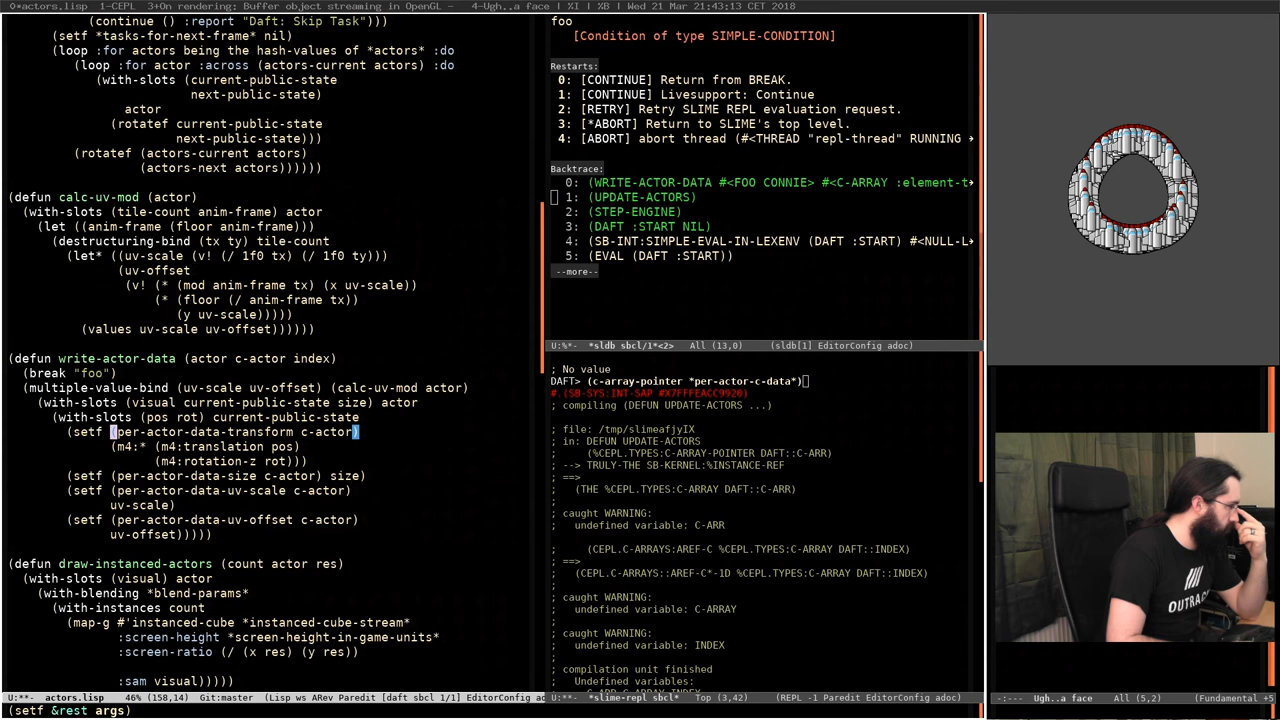 0*actors.lisp 1-CEPL 3+On rendering: Buffer object streaming in OpenGL - 4-Ugh..a face | %I | %B | Wed 21 Mar 21:43:13 CET 2018
(continue () :report "Daft: Skip Task")))
(setf *tasks-for-next-frame* nil)
(loop :for actors being the hash-values of *actors* :do
(loop :for actor :across (actors-current actors) :do
(with-slots (current-public-state
next-public-state)
actor
(rotatef current-public-state
next-public-state)))
(rotatef (actors-current actors)
(actors-next actors))))))
(defun calc-uv-mod (actor)
(with-slots (tile-count anim-frame) actor
(let ((anim-frame (floor anim-frame)))
(destructuring-bind (tx ty) tile-count
(let* ((uv-scale (v! (/ 1f0 tx) (/ 1f0 ty)))
(uv-offset
(v! (* (mod anim-frame tx) (x uv-scale))
(* (floor (/ anim-frame tx))
(y uv-scale)))))
(values uv-scale uv-offset))))))
(defun write-actor-data (actor c-actor index)
(break "foo")
(multiple-value-bind (uv-scale uv-offset) (calc-uv-mod actor)
(with-slots (visual current-public-state size) actor
(with-slots (pos rot) current-public-state
(setf (per-actor-data-transform c-actor)
(m4:* (m4:translation pos)
(m4:rotation-z rot)))
(setf (per-actor-data-size c-actor) size)
(setf (per-actor-data-uv-scale c-actor)
uv-scale)
(setf (per-actor-data-uv-offset c-actor)
uv-offset)))))
(defun draw-instanced-actors (count actor res)
(with-slots (visual) actor
(with-blending *blend-params*
(with-instances count
(map-g #'instanced-cube *instanced-cube-stream*
:screen-height *screen-height-in-game-units*
:screen-ratio (/ (x res) (y res))
:sam visual)))))
U:**- actors.lisp 46% (158,14) Git:master (Lisp ws ARev Paredit [daft sbcl 1/1] EditorConfig ad
(setf &rest args)
foo
[Condition of type SIMPLE-CONDITION]
Restarts:
0: [CONTINUE] Return from BREAK.
1: [CONTINUE] Livesupport: Continue
2: [RETRY] Retry SLIME REPL evaluation request.
3: [*ABORT] Return to SLIME's top level.
4: [ABORT] abort thread (#<THREAD "repl-thread" RUNNING →
Backtrace:
0: (WRITE-ACTOR-DATA #<FOO CONNIE> #<C-ARRAY :element-t→
1: (UPDATE-ACTORS)
2: (STEP-ENGINE)
3: (DAFT :START NIL)
4: (SB-INT:SIMPLE-EVAL-IN-LEXENV (DAFT :START) #<NULL-L→
5: (EVAL (DAFT :START))
--more--
U:%*- *sldb sbcl/1*<2> All (13,0) (sldb[1] EditorConfig adoc)
; No value
DAFT> (c-array-pointer *per-actor-c-data*)
#.(SB-SYS:INT-SAP #X7FFFEACC9920)
; compiling (DEFUN UPDATE-ACTORS ...)
; file: /tmp/slimeafjyIX
; in: DEFUN UPDATE-ACTORS
; (%CEPL.TYPES:C-ARRAY-POINTER DAFT::C-ARR)
; --> TRULY-THE SB-KERNEL:%INSTANCE-REF
; ==>
; (THE %CEPL.TYPES:C-ARRAY DAFT::C-ARR)
;
; caught WARNING:
; undefined variable: C-ARR
; (CEPL.C-ARRAYS:AREF-C %CEPL.TYPES:C-ARRAY DAFT::INDEX)
; ==>
; (CEPL.C-ARRAYS::AREF-C*-1D %CEPL.TYPES:C-ARRAY DAFT::INDEX)
;
; caught WARNING:
; undefined variable: C-ARRAY
;
; caught WARNING:
; undefined variable: INDEX
;
; compilation unit finished
; Undefined variables:
; C-ARR C-ARRAY INDEX
U:**- *slime-repl sbcl* Top (3,42) (REPL -1 Paredit EditorConfig adoc)
OUTRAC
-:--- Ugh..a face All (5,2) (Fundamental +5